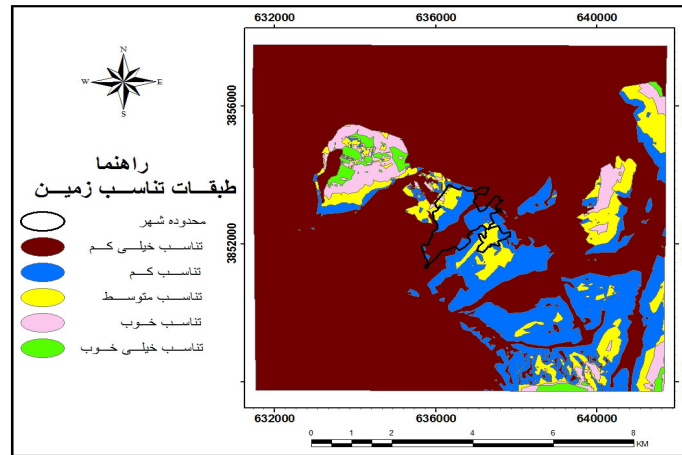 632000 636000 640000
N
W E
S
3856000
راهنما
طبقات تناسب زمین
3852000
محدوده شهر
تناسب خیلی کم
تناسب کم
تناسب متوسط
تناسب خوب
تناسب خیلی خوب
632000 636000 640000
0 1 2 4 6 8
KM